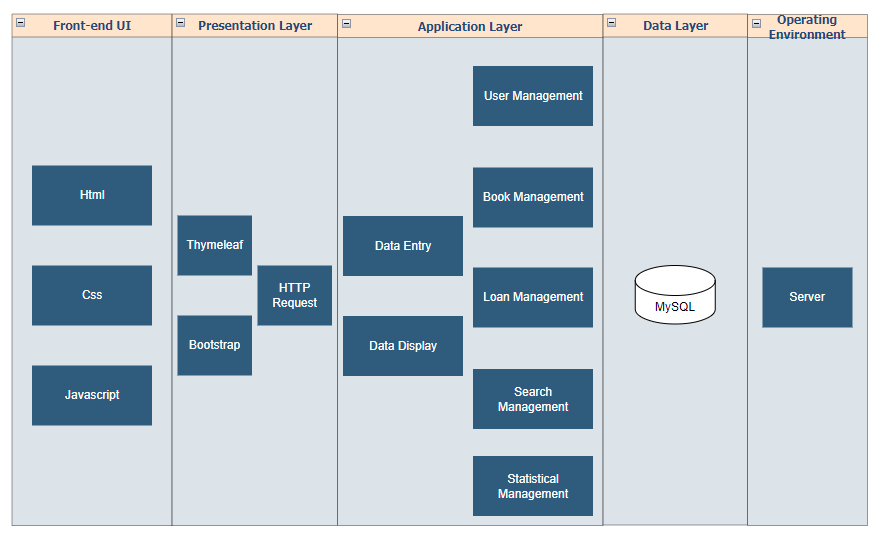 Front-end UI
Presentation Layer
Application Layer
Data Layer
Operating
Environment
Html
Css
Javascript
Thymeleaf
Bootstrap
HTTP
Request
Data Entry
Data Display
User Management
Book Management
Loan Management
Search
Management
Statistical
Management
MySQL
Server